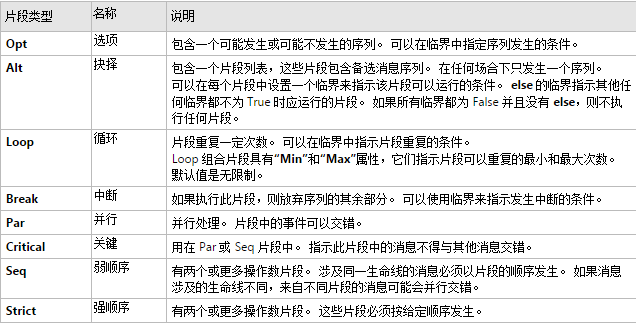 片段类型 名称 说明
Opt 选项 包含一个可能发生或可能不发生的序列。 可以在临界中指定序列发生的条件。
Alt 抉择 包含一个片段列表，这些片段包含备选消息序列。 在任何场合下只发生一个序列。
可以在每个片段中设置一个临界来指示该片段可以运行的条件。 else 的临界指示其他任
何临界都不为 True 时应运行的片段。 如果所有临界都为 False 并且没有 else，则不执
行任何片段。
Loop 循环 片段重复一定次数。 可以在临界中指示片段重复的条件。
Loop 组合片段具有“Min”和“Max”属性，它们指示片段可以重复的最小和最大次数。
默认值是无限制。
Break 中断 如果执行此片段，则放弃序列的其余部分。 可以使用临界来指示发生中断的条件。
Par 并行 并行处理。 片段中的事件可以交错。
Critical 关键 用在 Par 或 Seq 片段中。 指示此片段中的消息不得与其他消息交错。
Seq 弱顺序 有两个或更多操作数片段。 涉及同一生命线的消息必须以片段的顺序发生。 如果消息
涉及的生命线不同，来自不同片段的消息可能会并行交错。
Strict 强顺序 有两个或更多操作数片段。 这些片段必须按给定顺序发生。